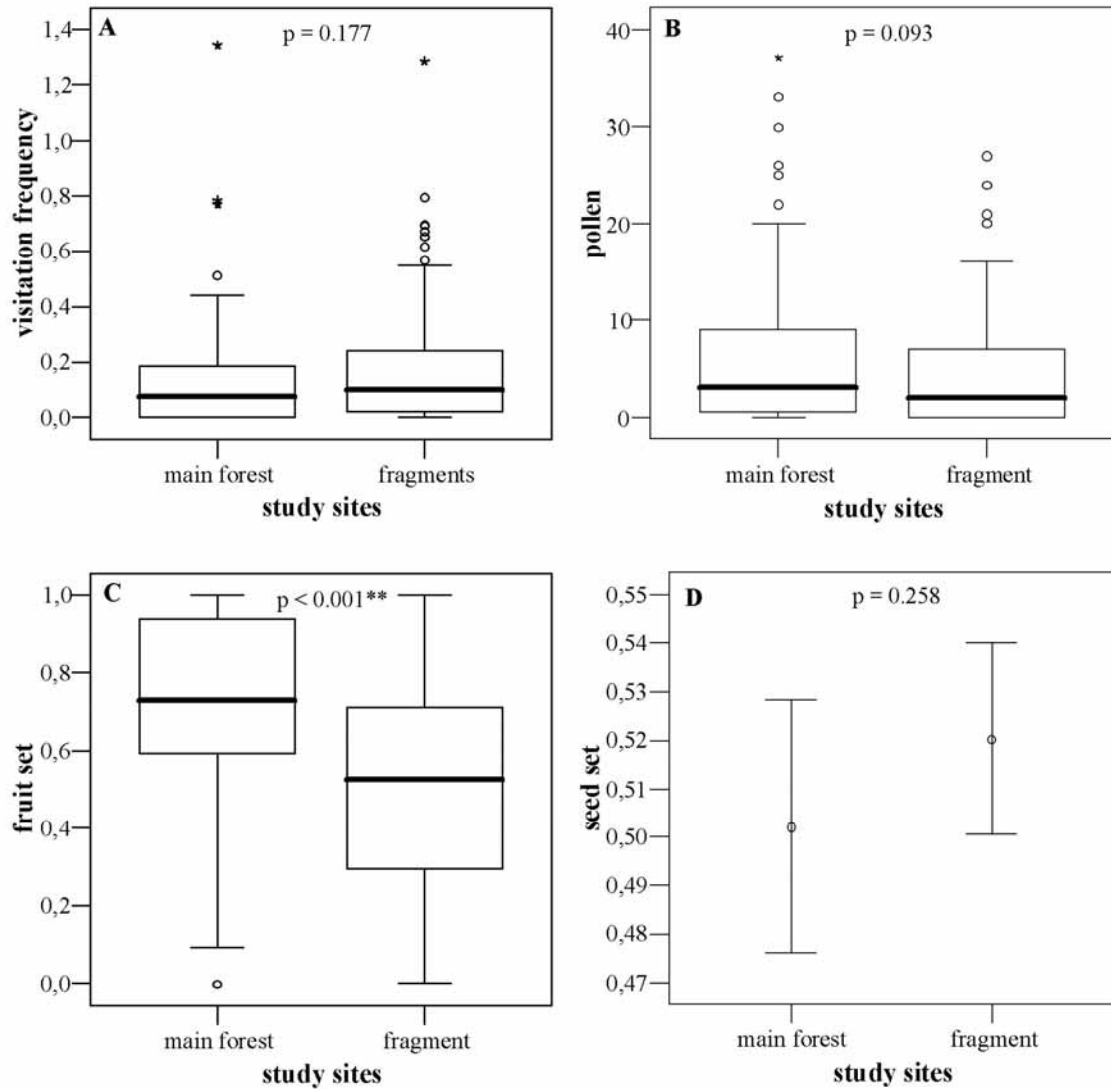 A
p = 0.177
visitation frequency
1,4
1,2
1,0
0,8
0,6
0,4
0,2
0,0
main forest
fragments
study sites
B
p = 0.093
pollen
40
30
20
10
0
main forest
fragment
study sites
C
p < 0.001**
fruit set
1,0
0,8
0,6
0,4
0,2
0,0
main forest
fragment
study sites
D
p = 0.258
seed set
0,55
0,54
0,53
0,52
0,51
0,50
0,49
0,48
0,47
main forest
fragment
study sites